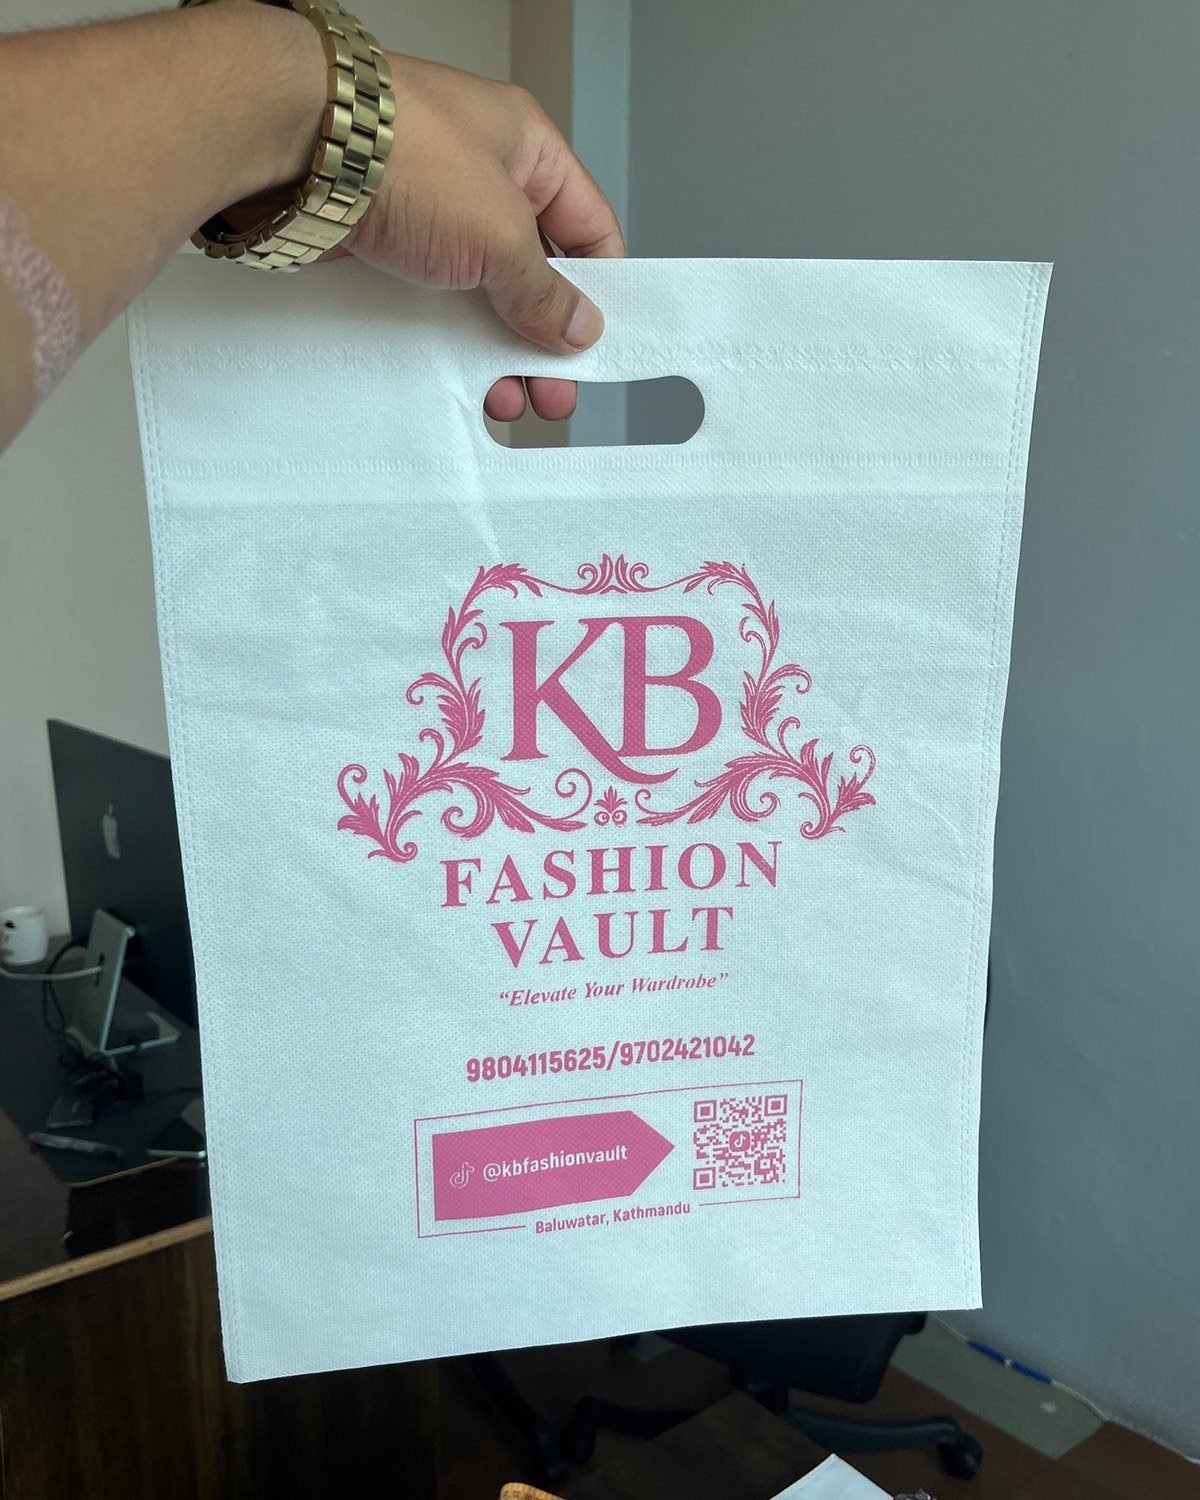 KB
FASHION
VAULT
“Elevate Your Wardrobe”
9804115625/9702421042
@kbfashionvault
Baluwatar, Kathmandu